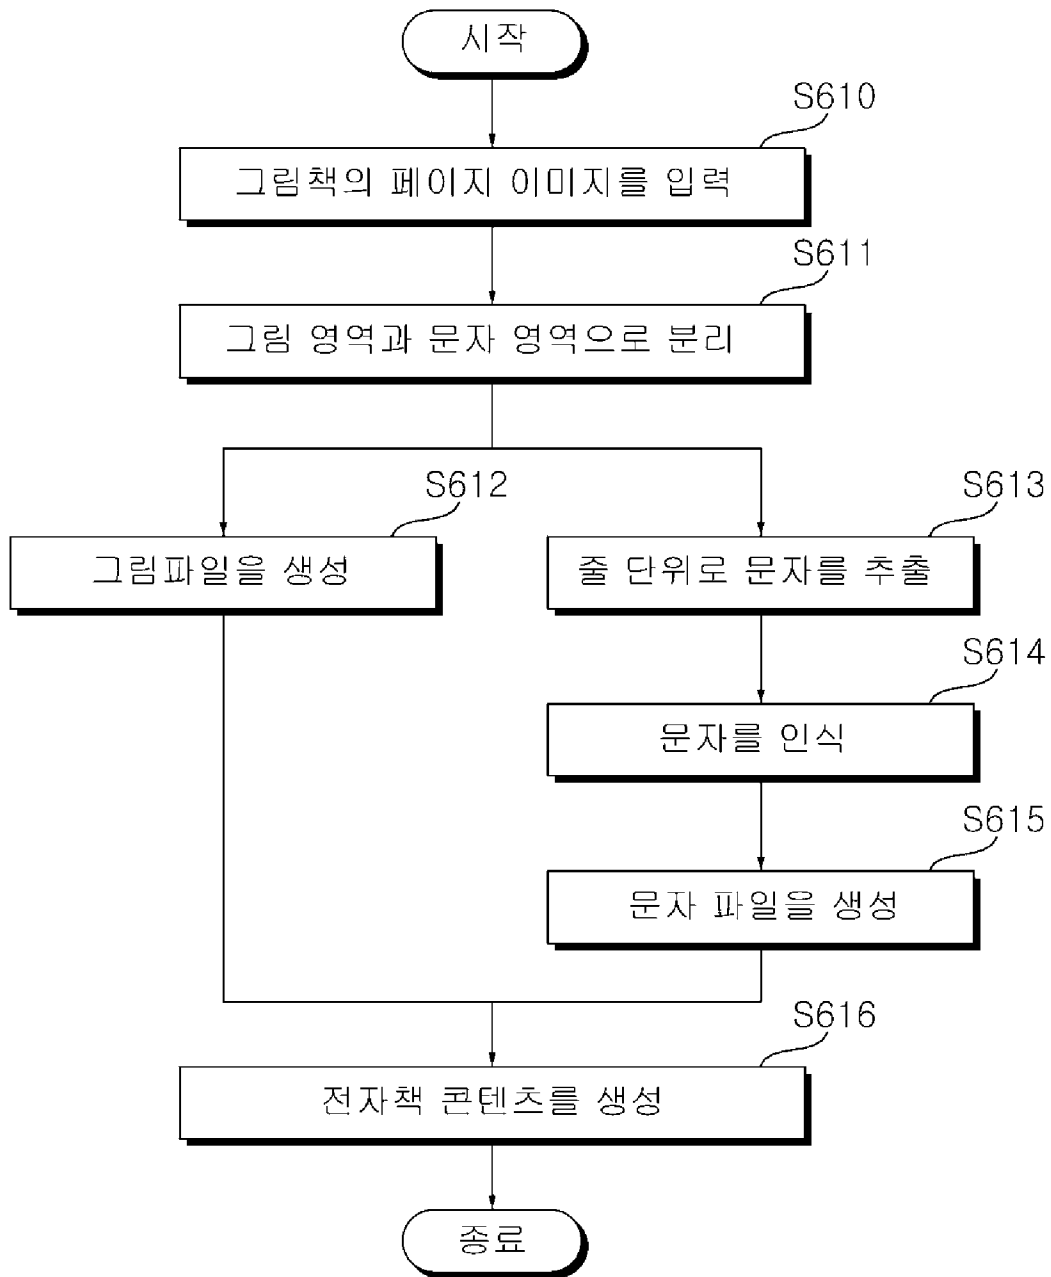 시작
S610
그림책의 페이지 이미지를 입력
S611
그림 영역과 문자 영역으로 분리
S612
그림파일을 생성
S613
줄 단위로 문자를 추출
S614
문자를 인식
S615
문자 파일을 생성
S616
전자책 콘텐츠를 생성
종료